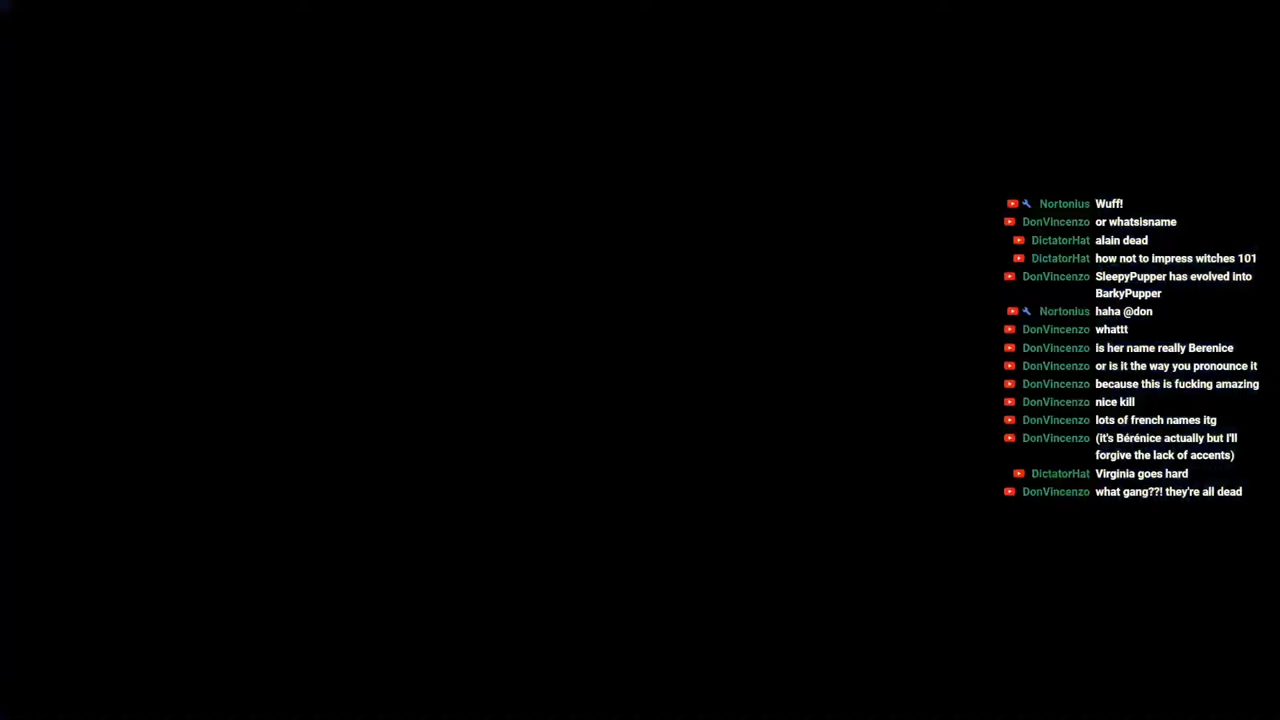 Nortonius Wuff!
DonVincenzo or whatsisname
DictatorHat alain dead
DictatorHat how not to impress witches 101
DonVincenzo SleepyPupper has evolved into
BarkyPupper
Nortonius haha @don
DonVincenzo whattt
DonVincenzo is her name really Berenice
DonVincenzo or is it the way you pronounce it
DonVincenzo because this is fucking amazing
DonVincenzo nice kill
DonVincenzo lots of french names itg
DonVincenzo (it's Bérénice actually but I'll
forgive the lack of accents)
DictatorHat Virginia goes hard
DonVincenzo what gang??! they're all dead